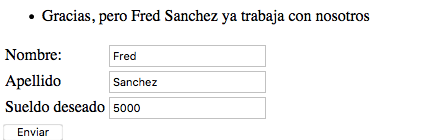 • Gracias, pero Fred Sanchez ya trabaja con nosotros
Nombre: Fred
Apellido Sanchez
Sueldo deseado 5000
Enviar